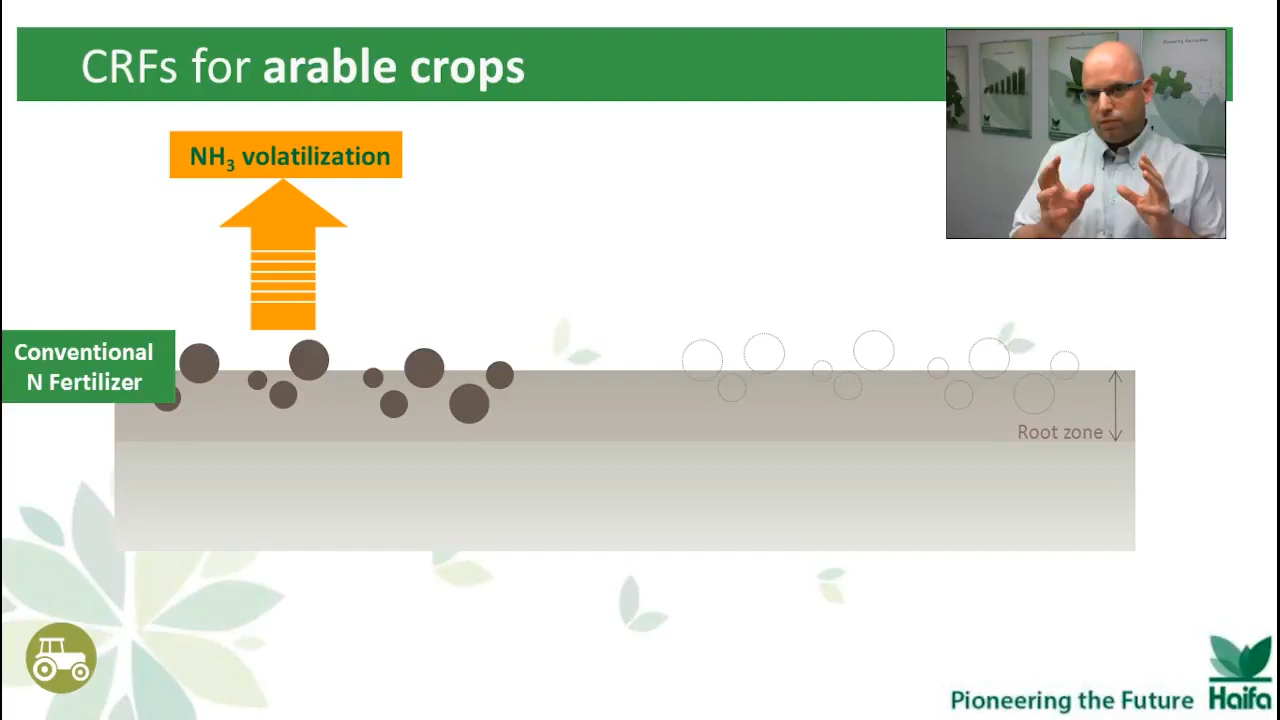 CRFs for arable crops
NH3 volatilization
Conventional
N Fertilizer
Root zone
Pioneering the Future
Haifa